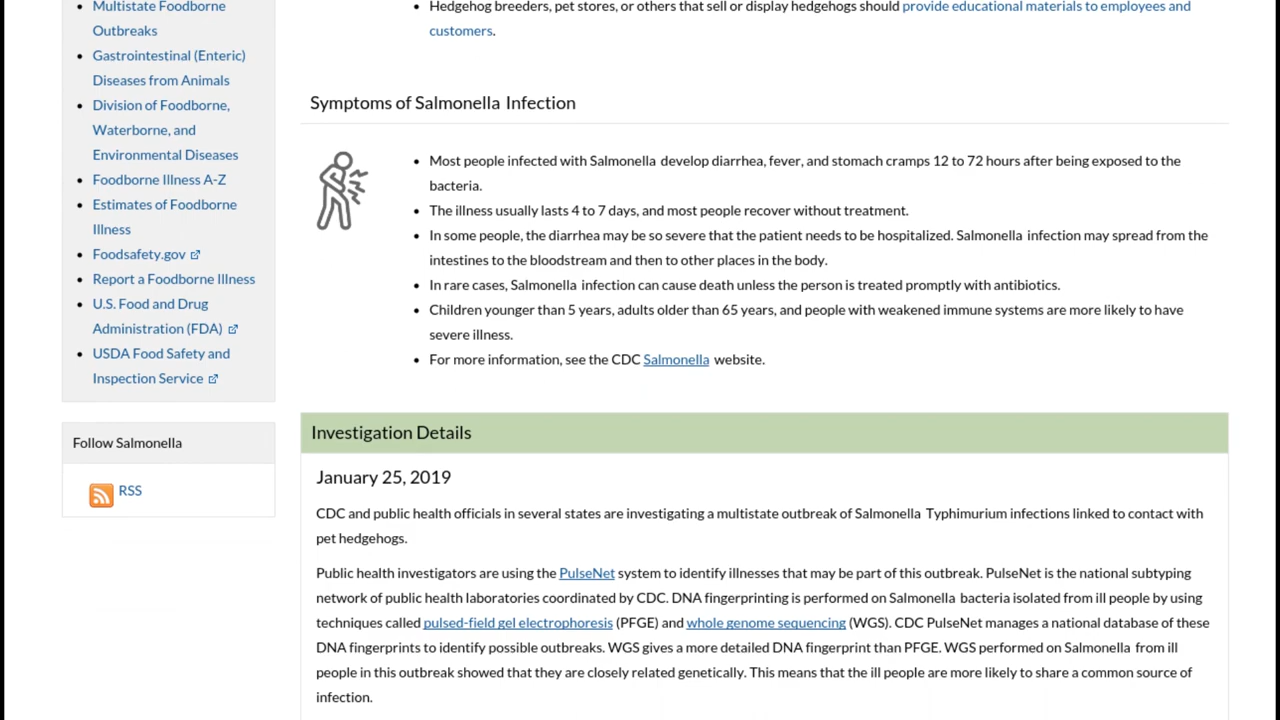 Multistate Foodborne
Outbreaks
Gastrointestinal (Enteric)
Diseases from Animals
Division of Foodborne,
Waterborne, and
Environmental Diseases
Foodborne Illness A-Z
Estimates of Foodborne
Illness
Foodsafety.gov
Report a Foodborne Illness
U.S. Food and Drug
Administration (FDA)
USDA Food Safety and
Inspection Service
Follow Salmonella
RSS
• Hedgehog breeders, pet stores, or others that sell or display hedgehogs should provide educational materials to employees and
customers.
Symptoms of Salmonella Infection
• Most people infected with Salmonella develop diarrhea, fever, and stomach cramps 12 to 72 hours after being exposed to the
bacteria.
• The illness usually lasts 4 to 7 days, and most people recover without treatment.
• In some people, the diarrhea may be so severe that the patient needs to be hospitalized. Salmonella infection may spread from the
intestines to the bloodstream and then to other places in the body.
• In rare cases, Salmonella infection can cause death unless the person is treated promptly with antibiotics.
• Children younger than 5 years, adults older than 65 years, and people with weakened immune systems are more likely to have
severe illness.
• For more information, see the CDC Salmonella website.
Investigation Details
January 25, 2019
CDC and public health officials in several states are investigating a multistate outbreak of Salmonella Typhimurium infections linked to contact with
pet hedgehogs.
Public health investigators are using the PulseNet system to identify illnesses that may be part of this outbreak. PulseNet is the national subtyping
network of public health laboratories coordinated by CDC. DNA fingerprinting is performed on Salmonella bacteria isolated from ill people by using
techniques called pulsed-field gel electrophoresis (PFGE) and whole genome sequencing (WGS). CDC PulseNet manages a national database of these
DNA fingerprints to identify possible outbreaks. WGS gives a more detailed DNA fingerprint than PFGE. WGS performed on Salmonella from ill
people in this outbreak showed that they are closely related genetically. This means that the ill people are more likely to share a common source of
infection.